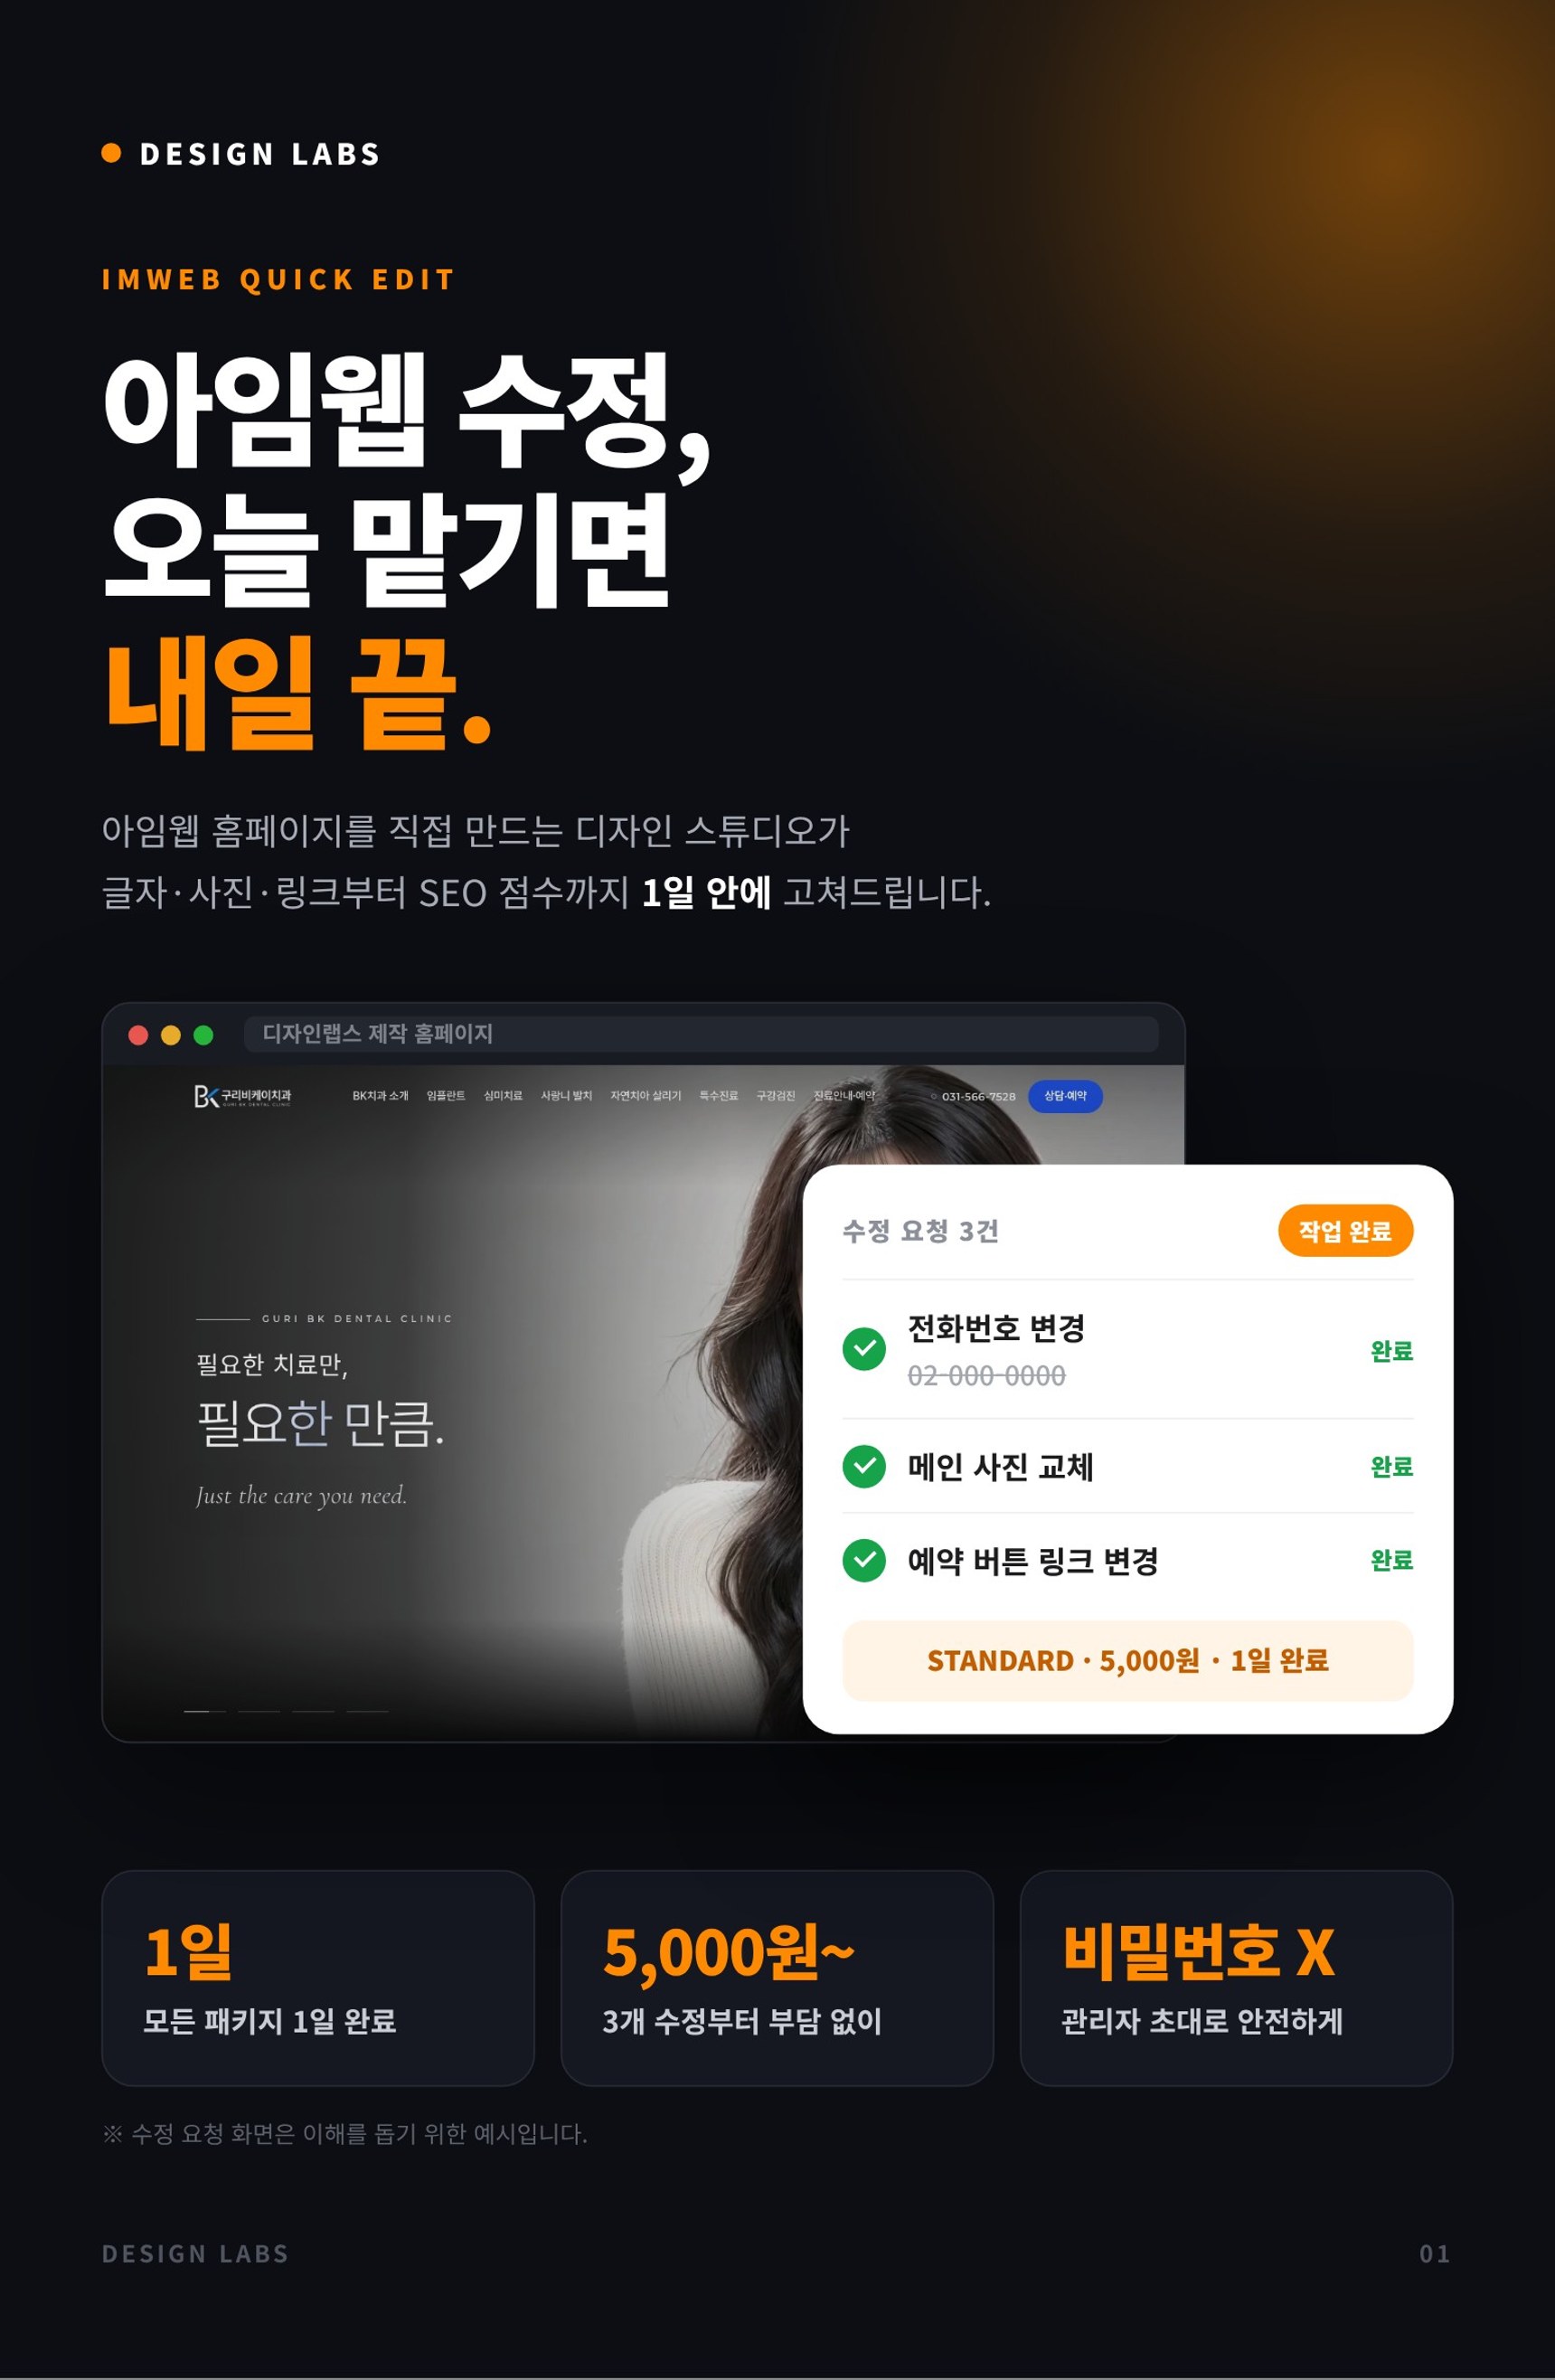 DESIGN LABS
IMWEB QUICK EDIT
아임웹 수정,
오늘 맡기면
내일 끝.
아임웹 홈페이지를 직접 만드는 디자인 스튜디오가
글자·사진·링크부터 SEO 점수까지 1일 안에 고쳐드립니다.
디자인랩스 제작 홈페이지
BK 구리비케이치과
GURI BK DENTAL CLINIC
BK치과 소개 임플란트 심미치료 사랑니 발치 자연치아 살리기 특수진료 구강검진 진료안내·예약 031-566-7528 상담·예약
GURI BK DENTAL CLINIC
필요한 치료만,
필요한 만큼.
Just the care you need.
수정 요청 3건 작업 완료
전화번호 변경 완료
02-000-0000
메인 사진 교체 완료
예약 버튼 링크 변경 완료
STANDARD · 5,000원 · 1일 완료
1일
모든 패키지 1일 완료
5,000원~
3개 수정부터 부담 없이
비밀번호 X
관리자 초대로 안전하게
※ 수정 요청 화면은 이해를 돕기 위한 예시입니다.
DESIGN LABS 01